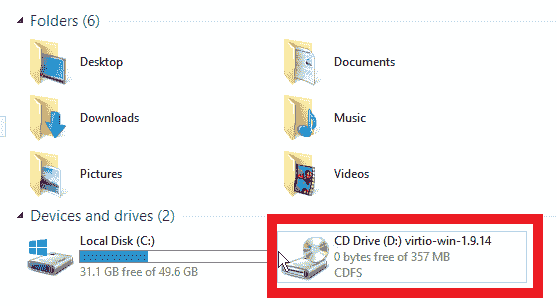 Folders (6)
Desktop
Documents
Downloads
Music
Pictures
Videos
Devices and drives (2)
Local Disk (C:)
31.1 GB free of 49.6 GB
CD Drive (D:) virtio-win-1.9.14
0 bytes free of 357 MB
CDFS